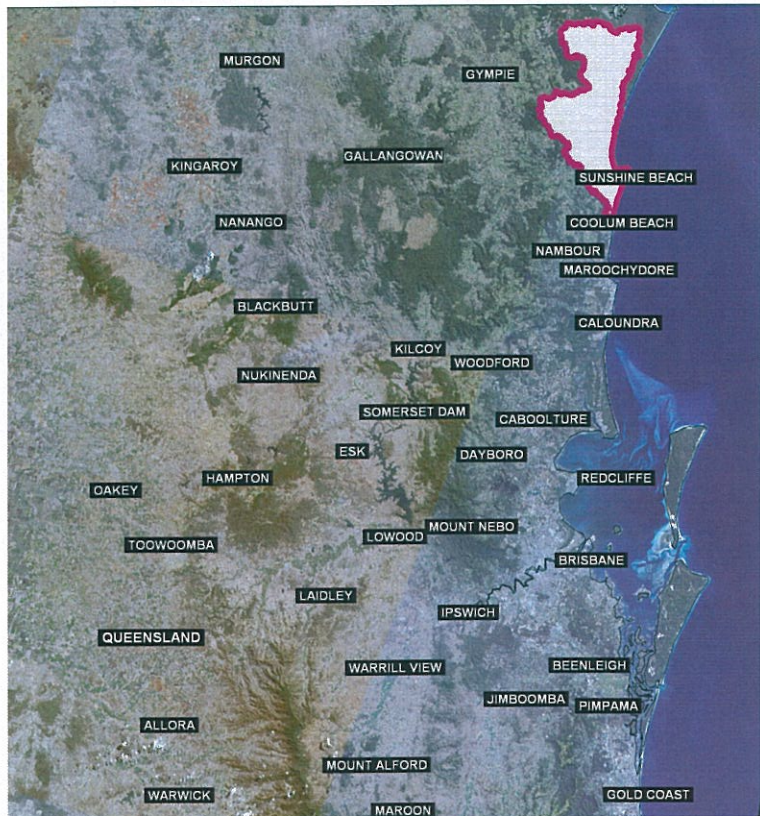 MURGON
GYMPIE
GALLANGOWAN
KINGAROY
SUNSHINE BEACH
NANANGO
COOLUM BEACH
NAMBOUR
MAROOCHYDORE
BLACKBUTT
CALOUNDRA
KILCOY
WOODFORD
NUKINENDA
SOMERSET DAM
CABOOLTURE
ESK
DAYBORO
HAMPTON
REDCLIFFE
OAKEY
MOUNT NEBO
LOWOOD
TOOWOOMBA
BRISBANE
LAIDLEY
IPSWICH
QUEENSLAND
BEENLEIGH
WARRILL VIEW
JIMBOOMBA
PIMPAMA
ALLORA
MOUNT ALFORD
WARWICK
GOLD COAST
MAROON